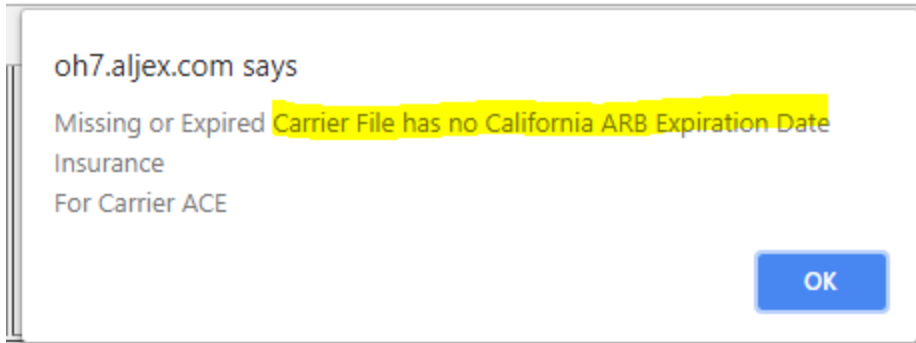 oh7.aljex.com says
Missing or Expired Carrier File has no California ARB Expiration Date
Insurance
For Carrier ACE
OK